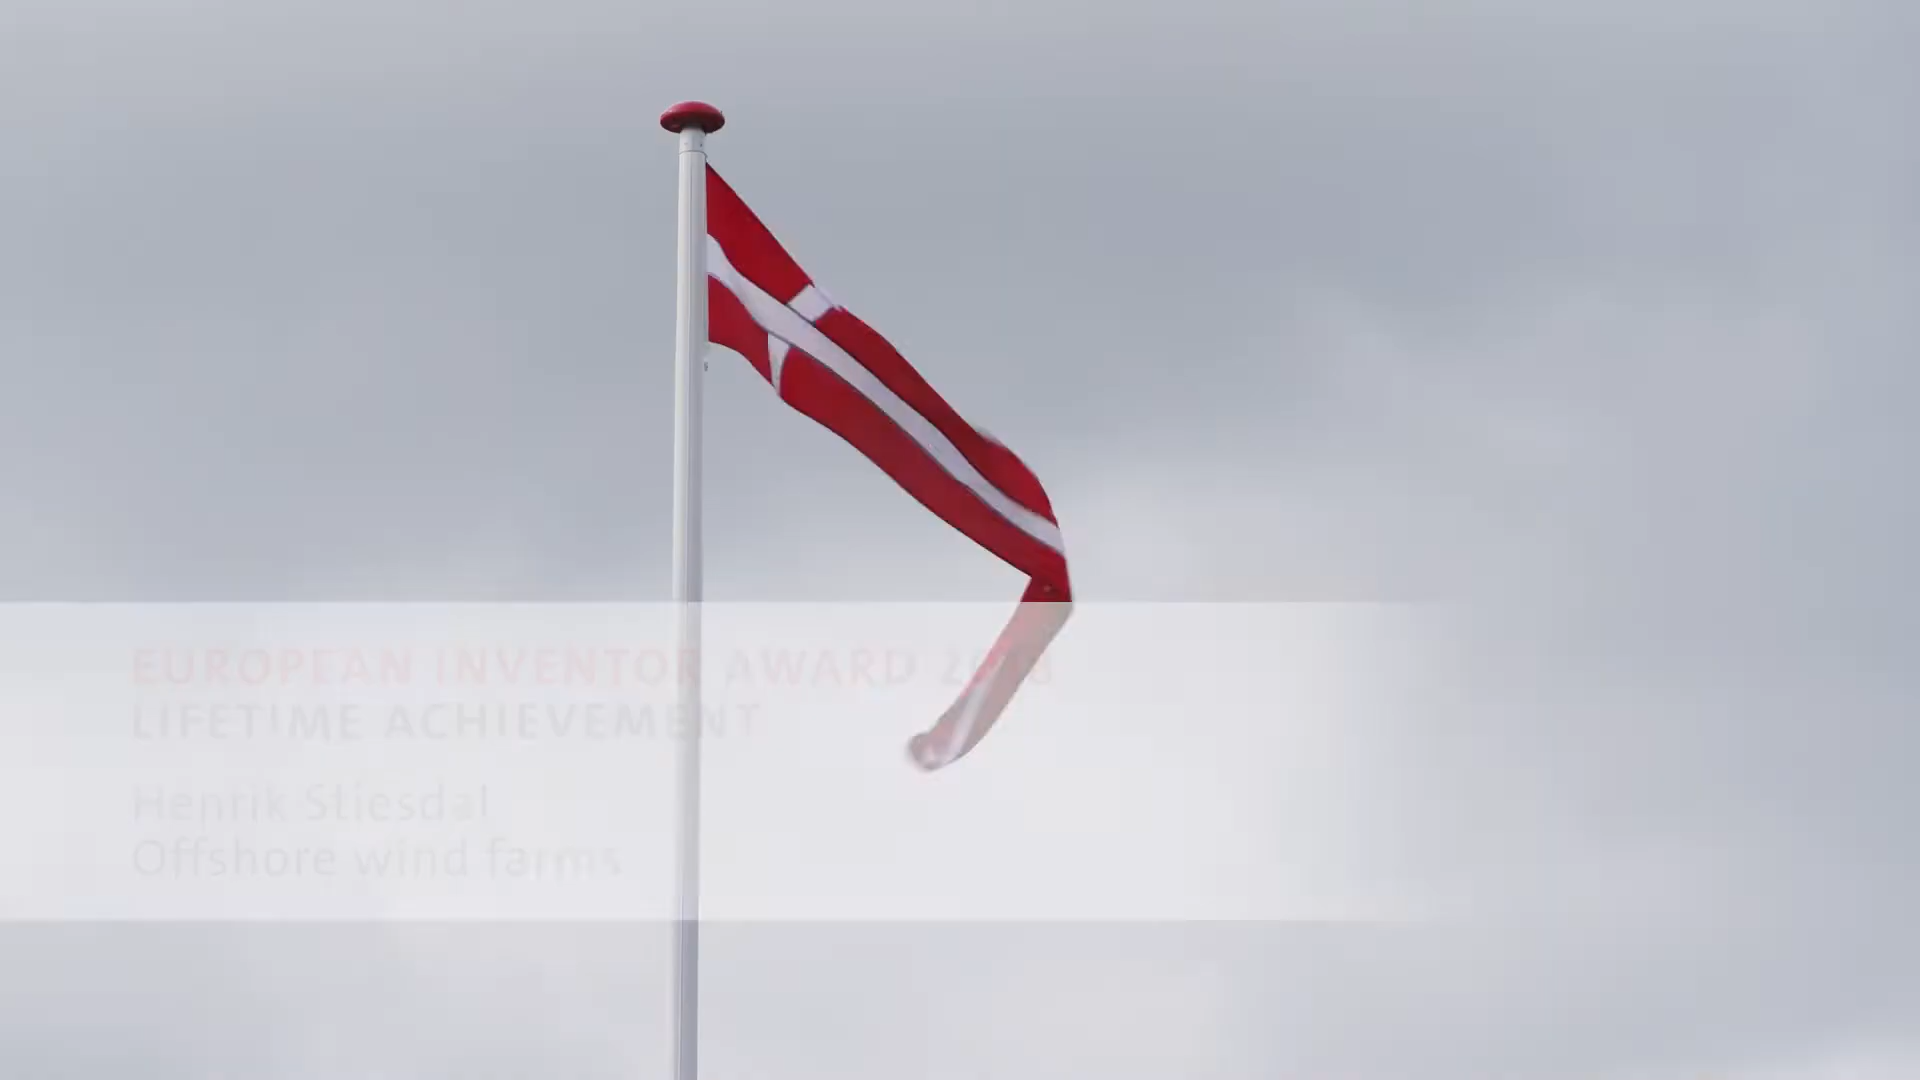 EUROPEAN INVENTOR AWARD
LIFETIME ACHIEVEMENT
Henrik Stiesdal
Offshore wind farms